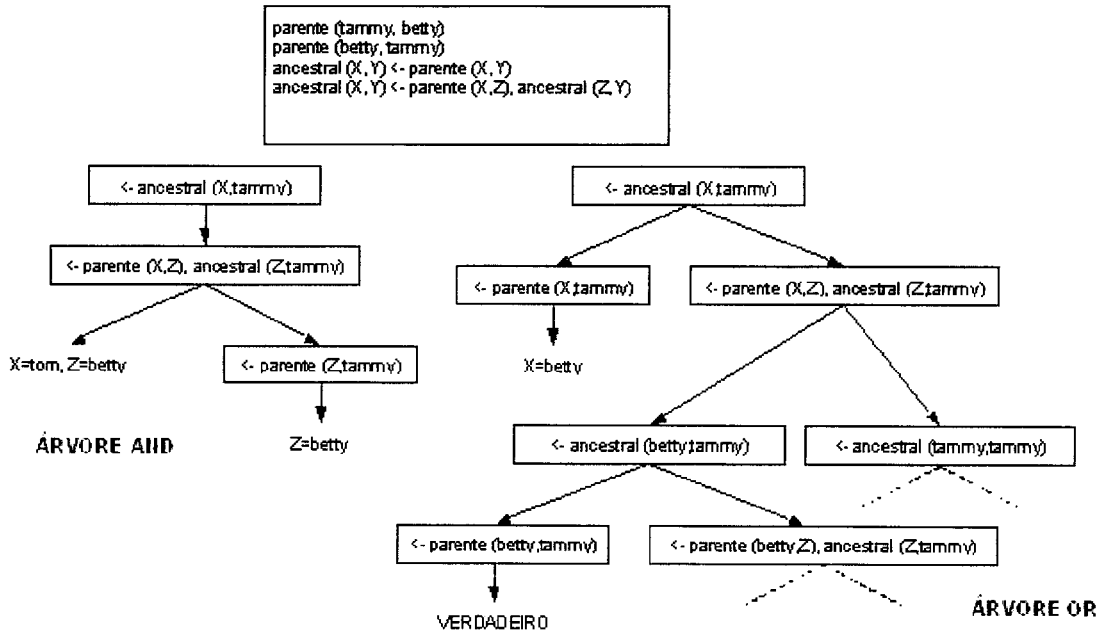 parente (tammy, betty)
parente (betty, tammy)
ancestral (X, Y) <- parente (X, Y)
ancestral (X, Y) <- parente (X,Z), ancestral (Z,Y)
<- ancestral (X,tammy)
<- parente (X,Z), ancestral (Z,tammy)
X=tom, Z=betty
<- parente (Z,tammy)
Z=betty
ÁRVORE AND
<- ancestral (X,tammy)
<- parente (X,tammy)
<- parente (X,Z), ancestral (Z,tammy)
X=betty
<- ancestral (betty,tammy)
<- ancestral (tammy,tammy)
<- parente (betty,tammy)
<- parente (betty,Z), ancestral (Z,tammy)
VERDADEIRO
ÁRVORE OR